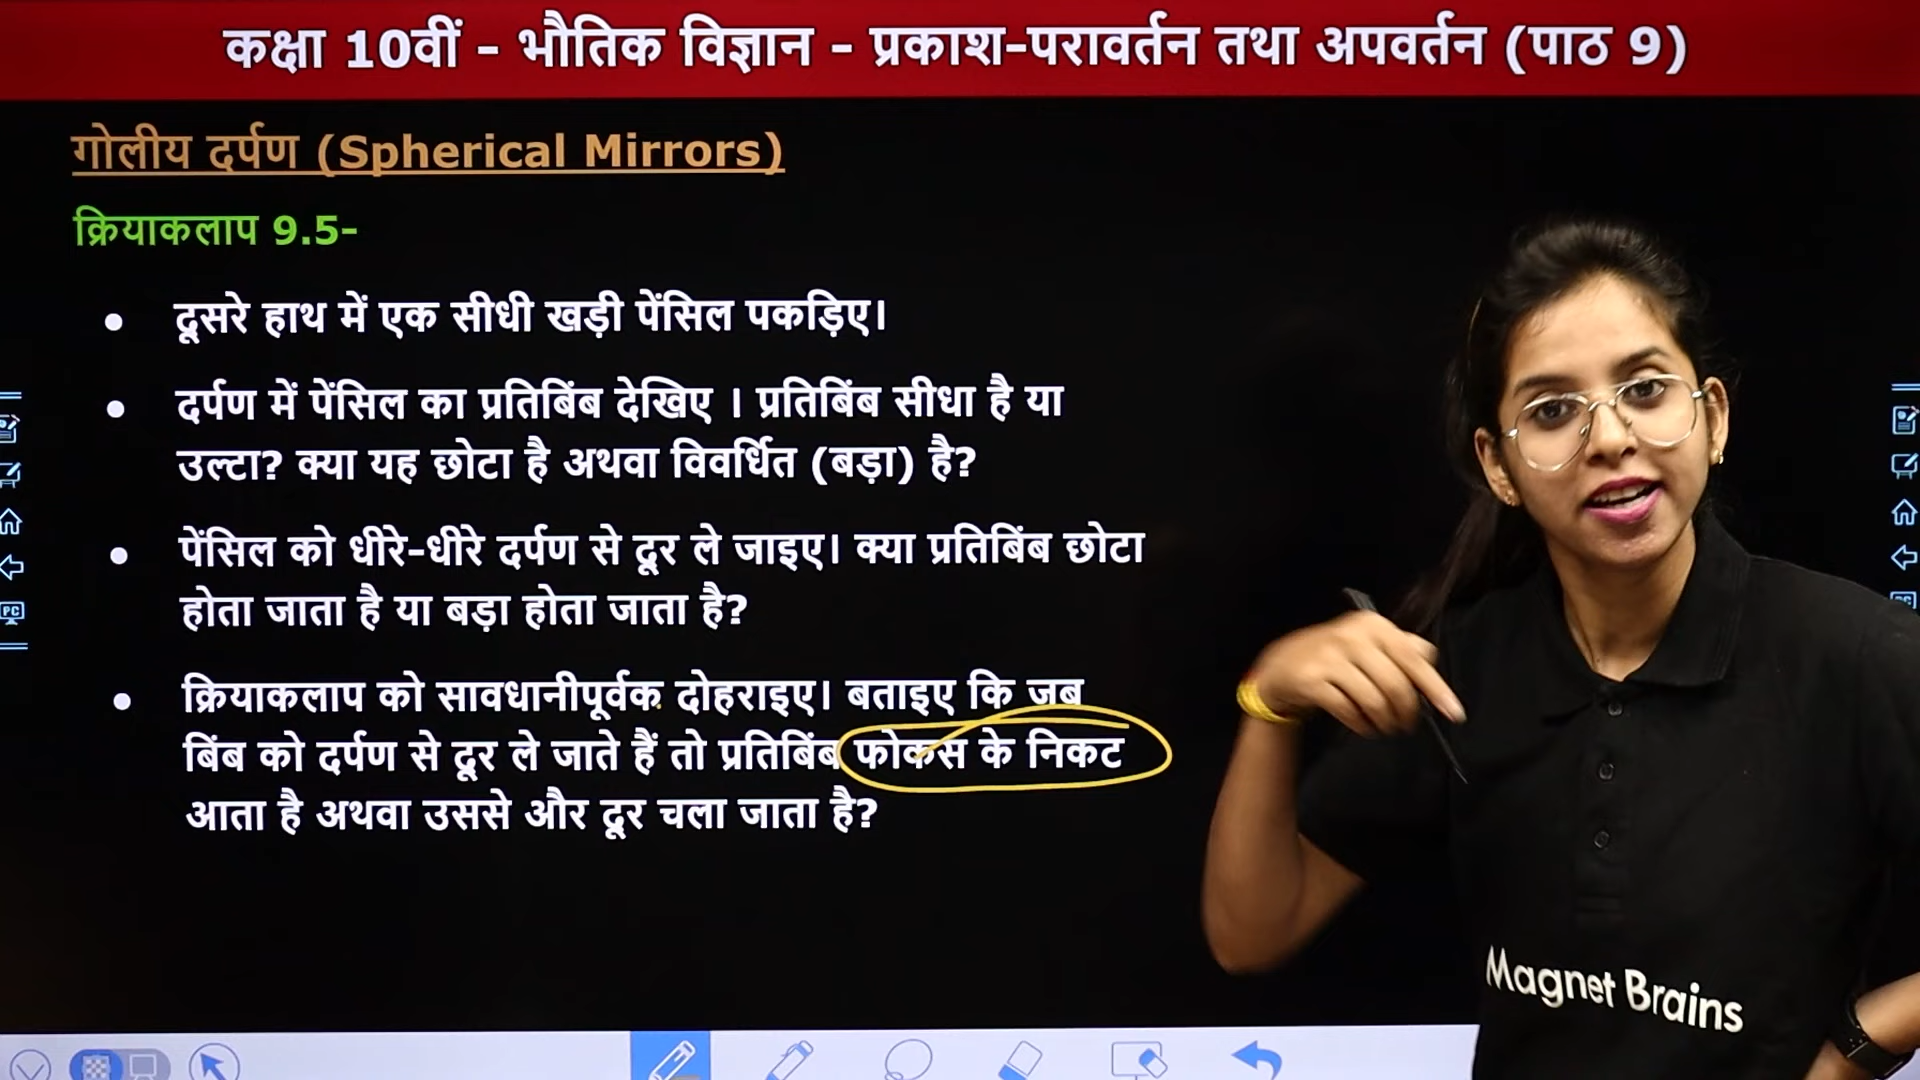 कक्षा 10वीं - भौतिक विज्ञान - प्रकाश-परावर्तन तथा अपवर्तन (पाठ 9)
गोलीय दर्पण (Spherical Mirrors)
क्रियाकलाप 9.5-
• दूसरे हाथ में एक सीधी खड़ी पेंसिल पकड़िए।
• दर्पण में पेंसिल का प्रतिबिंब देखिए । प्रतिबिंब सीधा है या
उल्टा? क्या यह छोटा है अथवा विवर्धित (बड़ा) है?
• पेंसिल को धीरे-धीरे दर्पण से दूर ले जाइए। क्या प्रतिबिंब छोटा
होता जाता है या बड़ा होता जाता है?
• क्रियाकलाप को सावधानीपूर्वक दोहराइए। बताइए कि जब
बिंब को दर्पण से दूर ले जाते हैं तो प्रतिबिंब फोकस के निकट
आता है अथवा उससे और दूर चला जाता है?
PC
PC
Magnet Brains